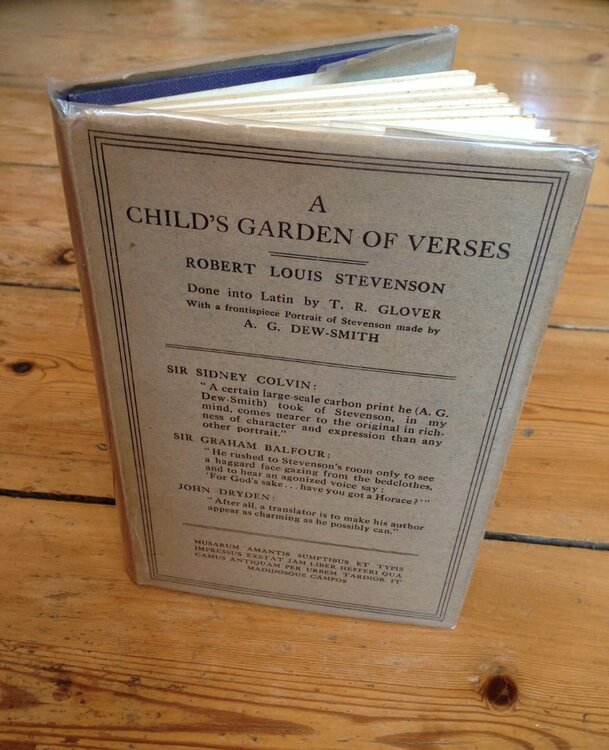 A
CHILD'S GARDEN OF VERSES
ROBERT LOUIS STEVENSON
Done into Latin by T. R. GLOVER
With a frontispiece Portrait of Stevenson made by
A. G. DEW-SMITH
SIR SIDNEY COLVIN:
"A certain large-scale carbon print he (A. G.
Dew-Smith) took of Stevenson, in my
mind, comes nearer to the original in rich-
ness of character and expression than any
other portrait."
SIR GRAHAM BALFOUR:
"He rushed to Stevenson's room only to see
a haggard face gazing from the bedclothes,
and to hear an agonized voice say:
'For God's sake... have you got a Horace?'"
JOHN DRYDEN:
"After all, a translator is to make his author
appear as charming as he possibly can."
MUSARUM AMANTIS SUMPTIBUS ET TYPIS
IMPRESSUS EXSTAT JAM LIBER HEFFERI QUA
CAMUS ANTIQUAM PER URBEM TARDIOR IT
MADIDOSQUE CAMPOS